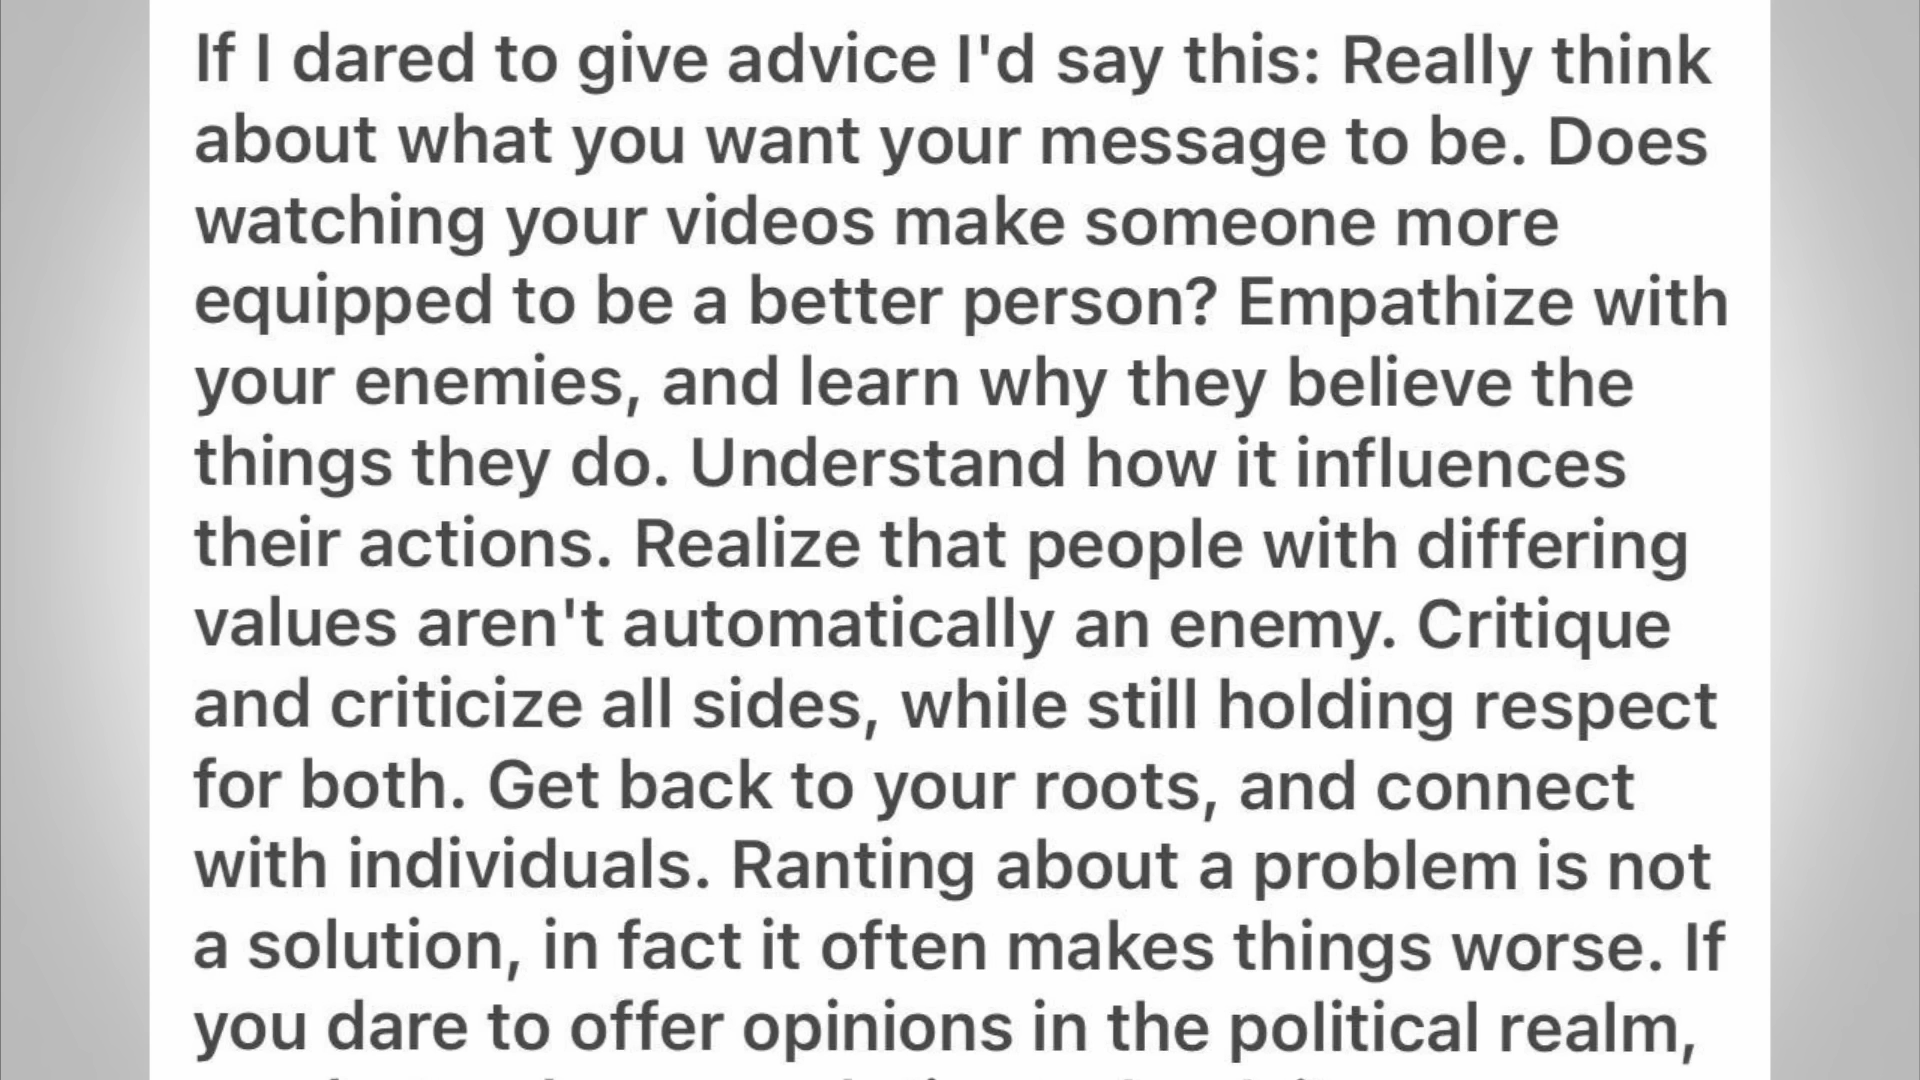 If I dared to give advice I'd say this: Really think
about what you want your message to be. Does
watching your videos make someone more
equipped to be a better person? Empathize with
your enemies, and learn why they believe the
things they do. Understand how it influences
their actions. Realize that people with differing
values aren't automatically an enemy. Critique
and criticize all sides, while still holding respect
for both. Get back to your roots, and connect
with individuals. Ranting about a problem is not
a solution, in fact it often makes things worse. If
you dare to offer opinions in the political realm,